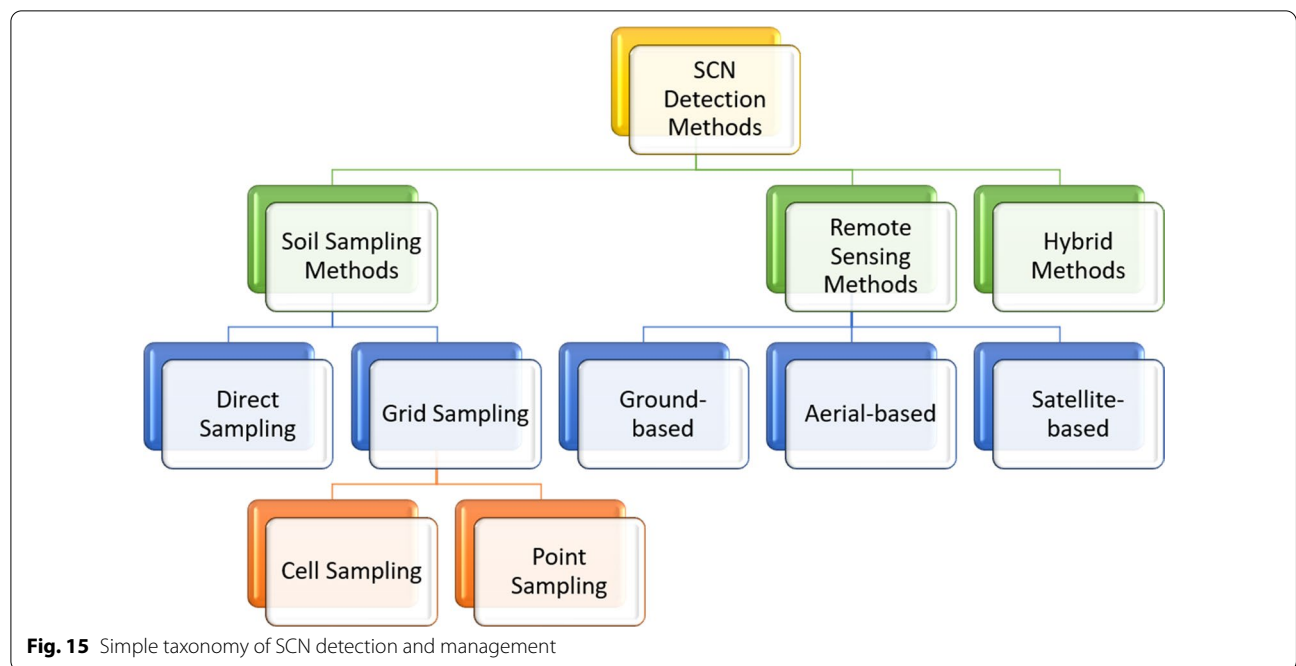 SCN
Detection
Methods
Soil Sampling
Methods
Remote
Sensing
Methods
Hybrid
Methods
Direct
Sampling
Grid Sampling
Ground-
based
Aerial-based
Satellite-
based
Cell Sampling
Point
Sampling
Fig. 15 Simple taxonomy of SCN detection and management